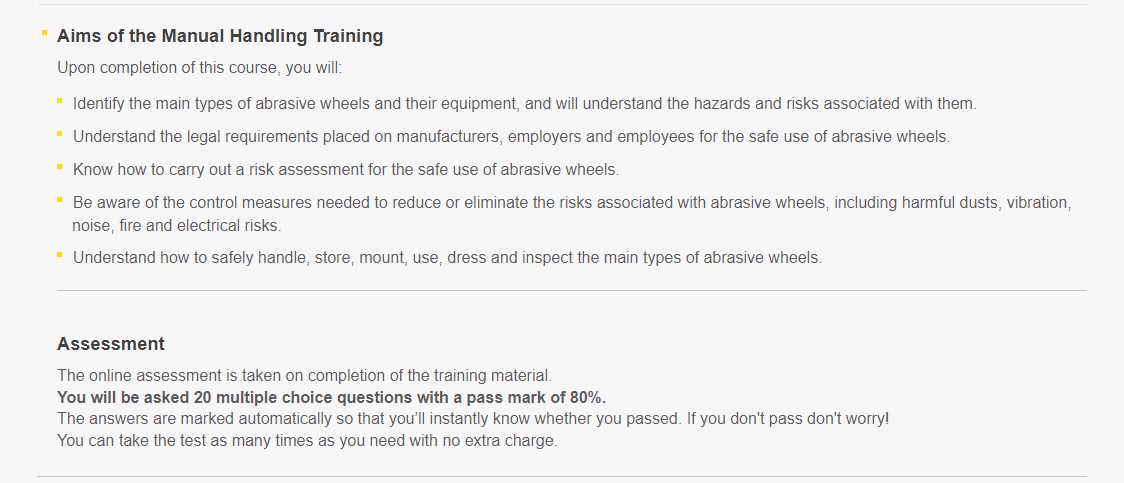 Aims of the Manual Handling Training
Upon completion of this course, you will:
Identify the main types of abrasive wheels and their equipment, and will understand the hazards and risks associated with them.
Understand the legal requirements placed on manufacturers, employers and employees for the safe use of abrasive wheels.
Know how to carry out a risk assessment for the safe use of abrasive wheels.
Be aware of the control measures needed to reduce or eliminate the risks associated with abrasive wheels, including harmful dusts, vibration,
noise, fire and electrical risks.
Understand how to safely handle, store, mount, use, dress and inspect the main types of abrasive wheels.
Assessment
The online assessment is taken on completion of the training material.
You will be asked 20 multiple choice questions with a pass mark of 80%.
The answers are marked automatically so that you’ll instantly know whether you passed. If you don't pass don't worry!
You can take the test as many times as you need with no extra charge.